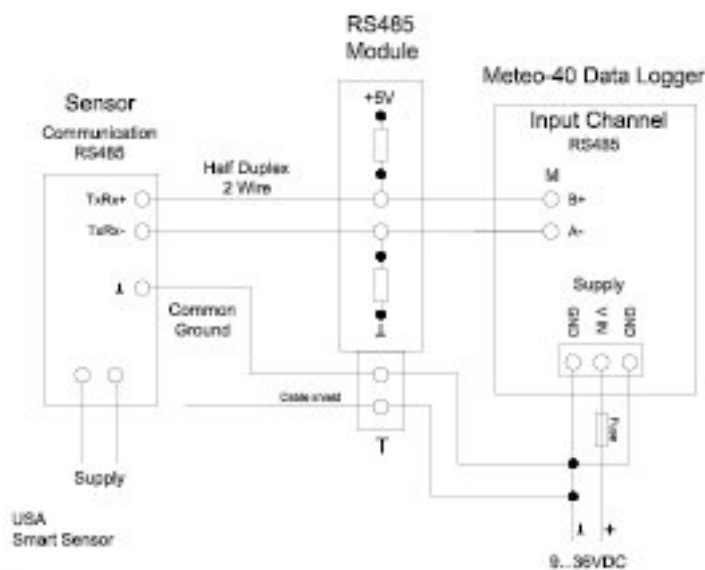 RS485
Module
Meteo-40 Data Logger
Sensor
Communication
RS485
+5V
Input Channel
RS485
Half Duplex
2 Wire
M
TxRx+
B+
TxRx-
A-
Supply
GND
V IN
GND
Common
Ground
Cable shield
Fuse
T
Supply
USA
Smart Sensor
+
9...36VDC